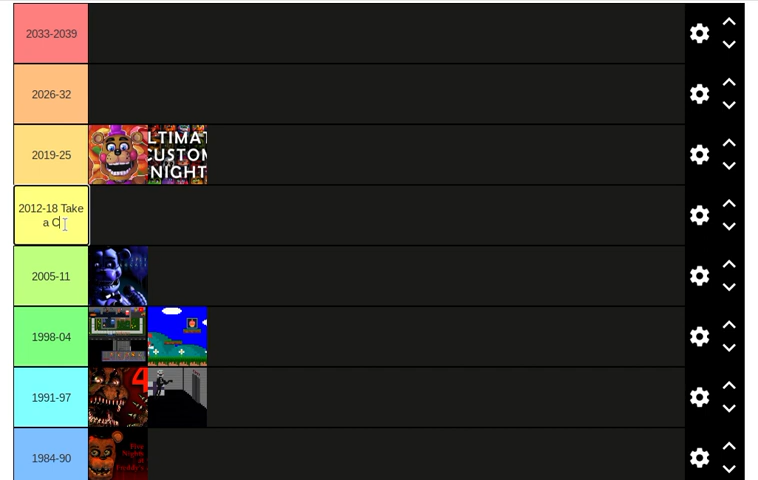 2033-2039
2026-32
2019-25
LTIMAT
CUSTOM
NIGHT
2012-18 Take
a C
2005-11
1998-04
1991-97
4
1984-90
Five
Nights
at
Freddy's